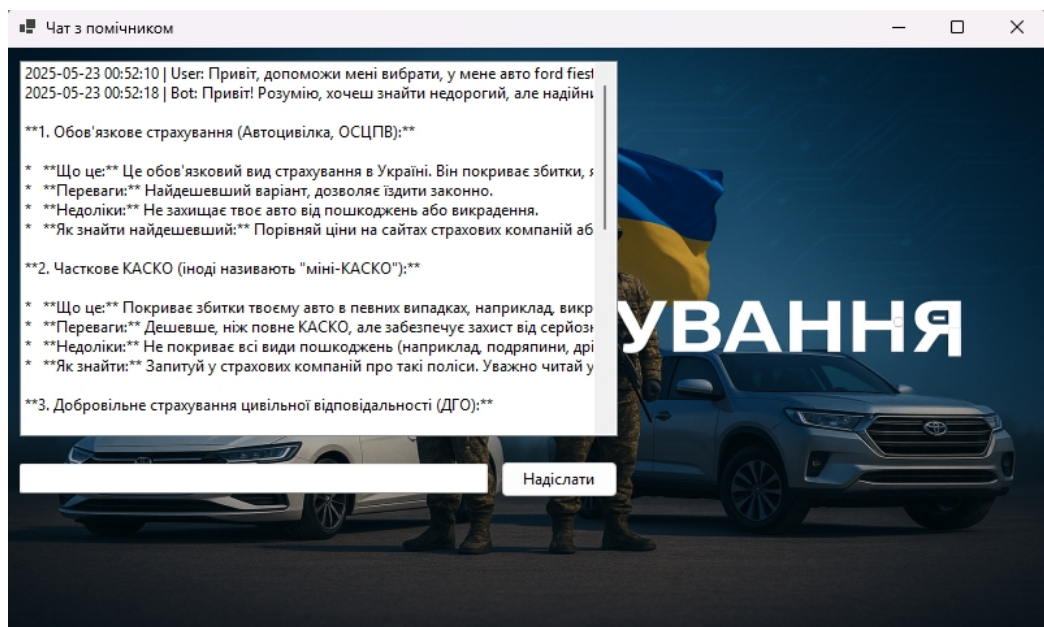 Чат з помічником
2025-05-23 00:52:10 | User: Привіт, допоможи мені вибрати, у мене авто ford fiest
2025-05-23 00:52:18 | Bot: Привіт! Розумію, хочеш знайти недорогий, але
**1. Обов'язкове страхування (Автоцивілка, ОСЦПВ):**
*   **Що це:** Це обов'язковий вид страхування в Україні. Він покриває збитки,
*   **Переваги:** Найдешевший варіант, дозволяє їздити законно.
*   **Недоліки:** Не захищає твоє авто від пошкоджень або викрадення.
*   **Як знайти найдешевший:** Порівняй ціни на сайтах страхових компаній аб
**2. Часткове КАСКО (іноді називають "міні-КАСКО"):**
*   **Що це:** Покриває збитки твоєму авто в певних випадках, наприклад, викр
*   **Переваги:** Дешевше, ніж повне КАСКО, але забезпечує захист від
*   **Недоліки:** Не покриває всі види пошкоджень (наприклад, подряпини, дрі
*   **Як знайти:** Запитуй у страхових компаній про такі поліси. Уважно читай у
**3. Добровільне страхування цивільної відповідальності (ДГО):**
УВАННЯ
Надіслати